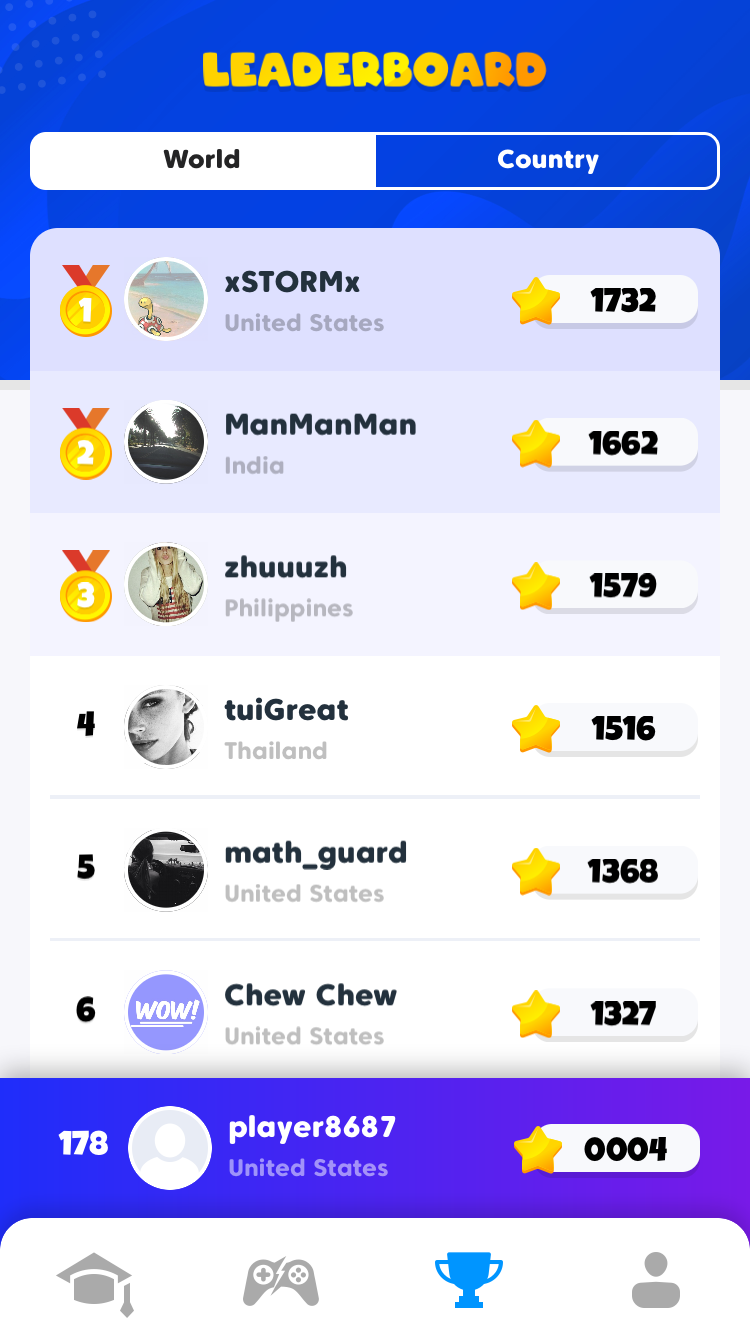 LEADERBOARD
World Country
1 xSTORMx 1732
United States
2 ManManMan 1662
India
3 zhuuuzh 1579
Philippines
4 tuiGreat 1516
Thailand
5 math_guard 1368
United States
6 WOW! Chew Chew 1327
United States
178 player8687 0004
United States